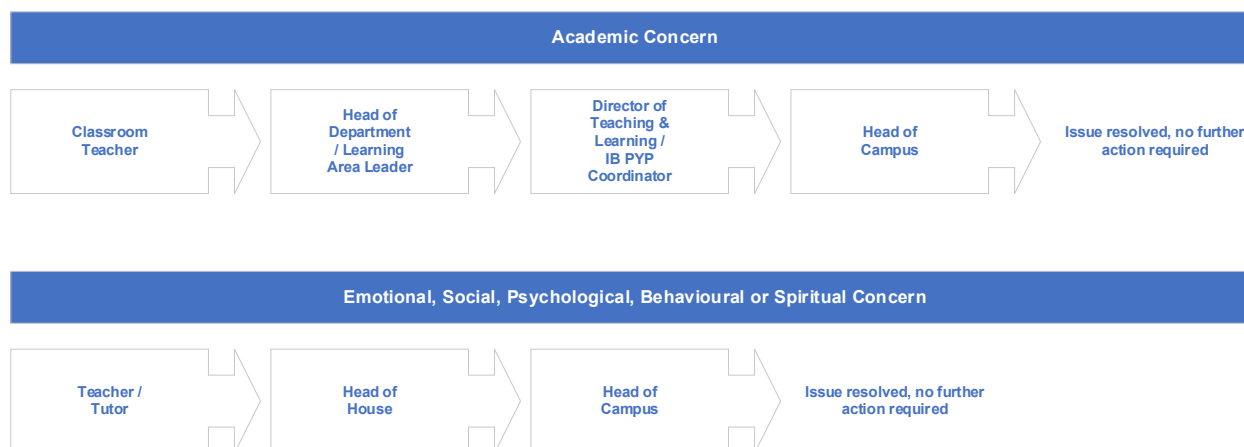 Academic Concern
Classroom
Teacher
Head of
Department
/ Learning
Area Leader
Director of
Teaching &
Learning /
IB PYP
Coordinator
Head of
Campus
Issue resolved, no further
action required
Emotional, Social, Psychological, Behavioural or Spiritual Concern
Teacher /
Tutor
Head of
House
Head of
Campus
Issue resolved, no further
action required